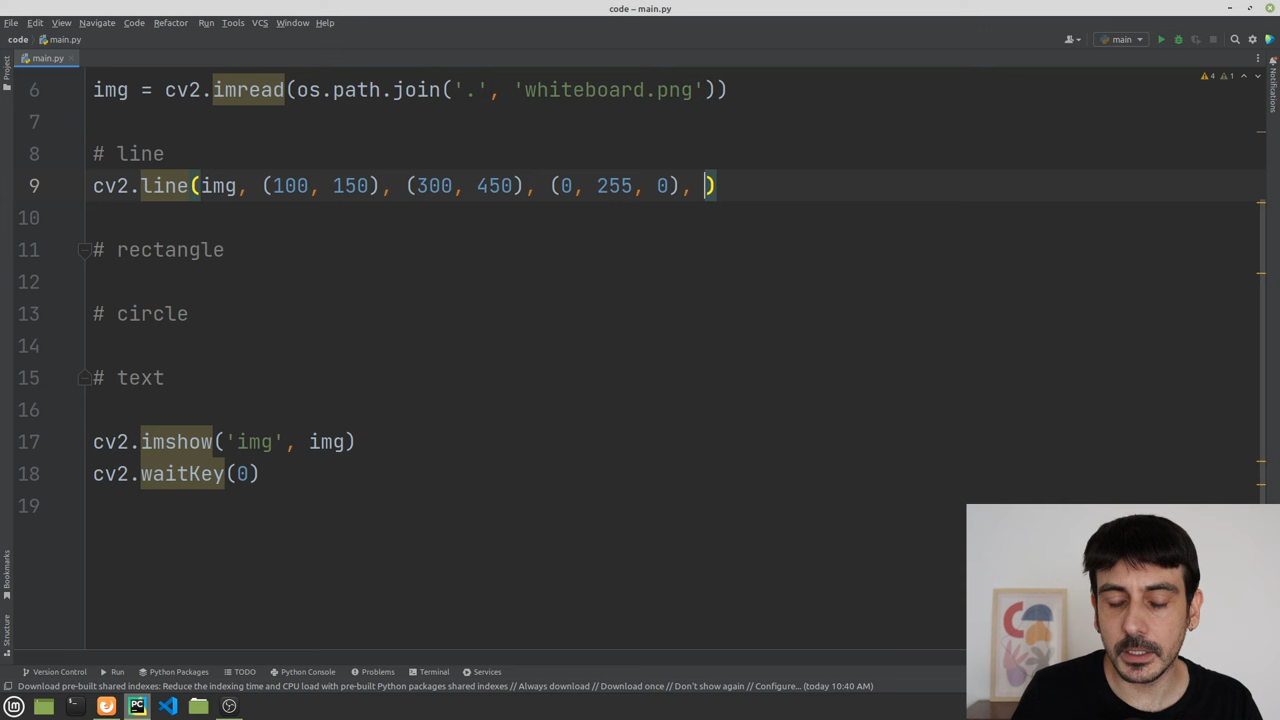 code – main.py
File Edit View Navigate Code Refactor Run Tools VCS Window Help
code main.py main
main.py
Project
Notifications
4 1
6 img = cv2.imread(os.path.join('.', 'whiteboard.png'))
7
8 # line
9 cv2.line(img, (100, 150), (300, 450), (0, 255, 0), )
10
11 # rectangle
12
13 # circle
14
15 # text
16
17 cv2.imshow('img', img)
18 cv2.waitKey(0)
19
Bookmarks
Structure
Version Control Run Python Packages TODO Python Console Problems Terminal Services
Download pre-built shared indexes: Reduce the indexing time and CPU load with pre-built Python packages shared indexes // Always download // Download once // Don't show again // Configure... (today 10:40 AM)
PC